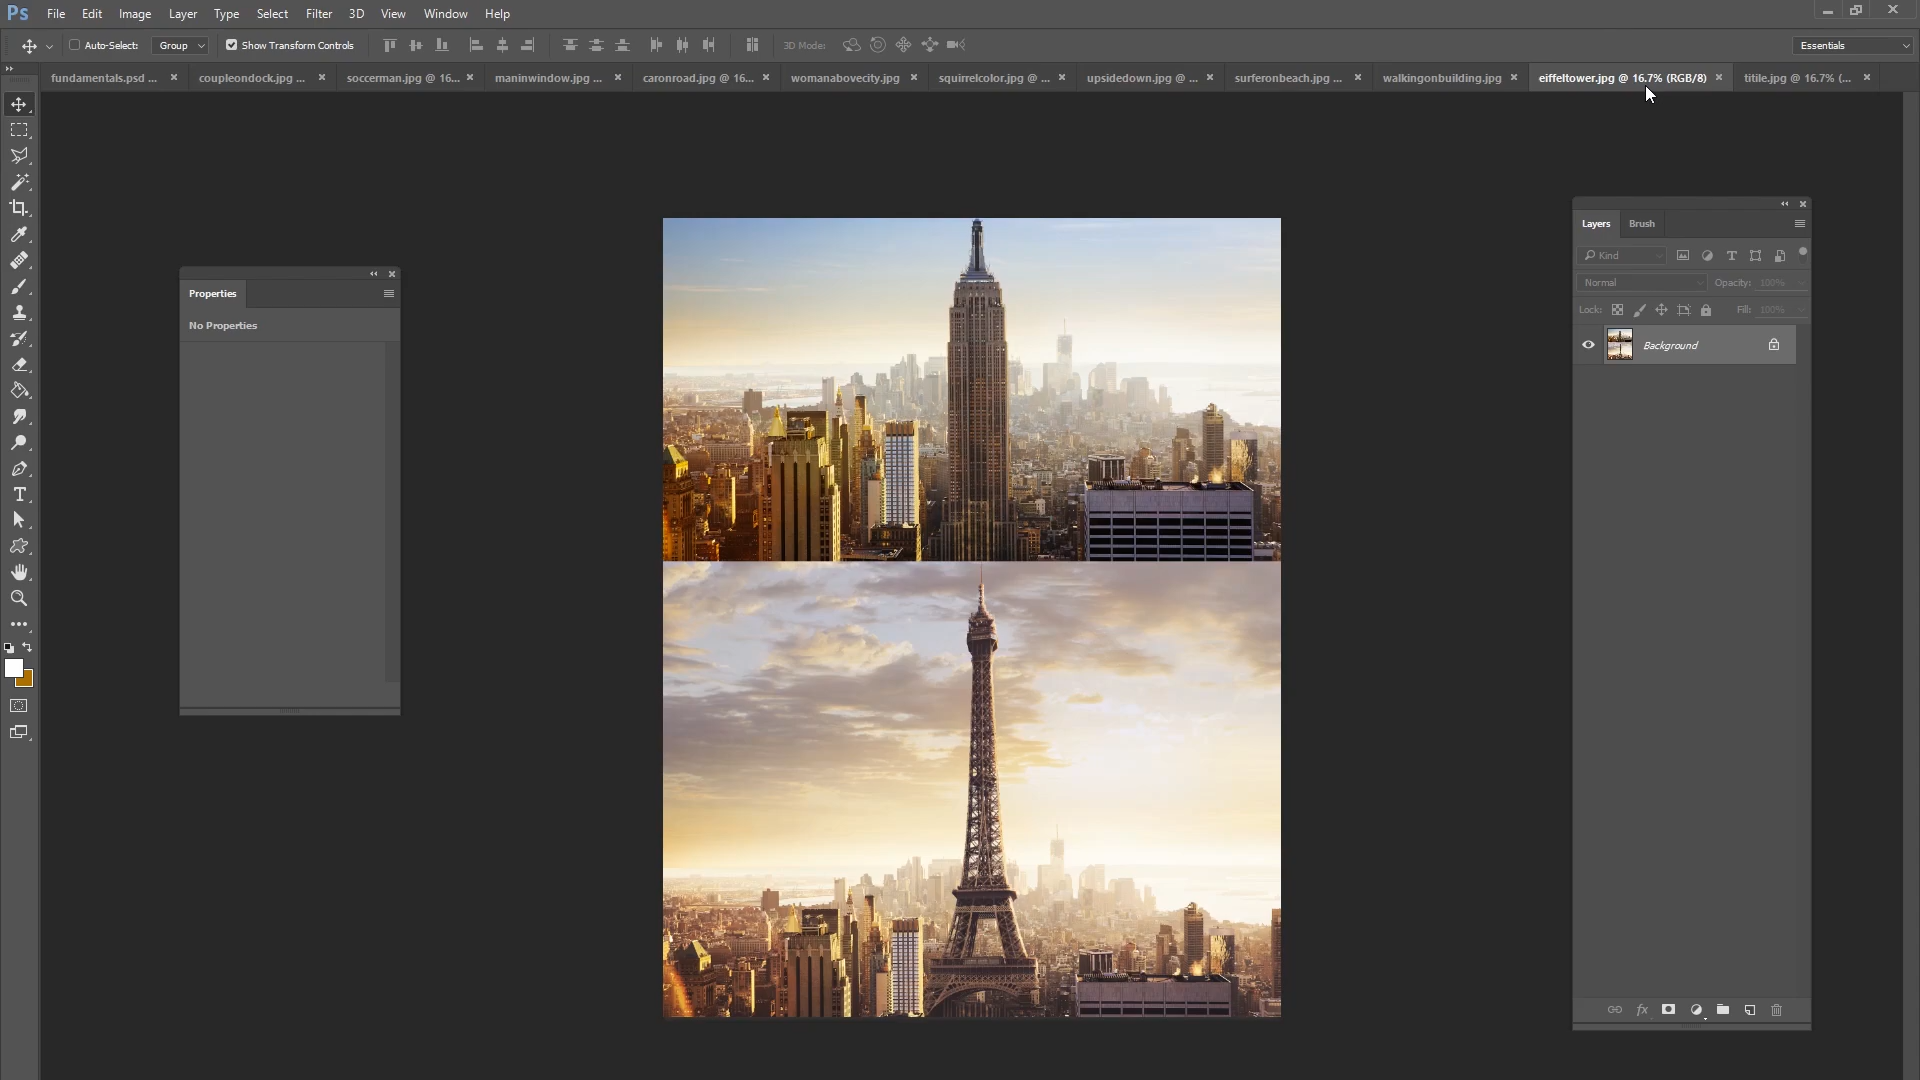 Ps File Edit Image Layer Type Select Filter 3D View Window Help
Auto-Select: Group Show Transform Controls 3D Mode: Essentials
fundamentals.psd ... coupleondock.jpg ... soccerman.jpg @ 16... maninwindow.jpg ... caronroad.jpg @ 16... womanabovecity.jpg squirrelcolor.jpg @ ... upsidedown.jpg @ ... surferonbeach.jpg ... walkingonbuilding.jpg eiffeltower.jpg @ 16.7% (RGB/8) titile.jpg @ 16.7% (...
Layers Brush
Kind
Normal Opacity: 100%
Lock: Fill: 100%
Background
Properties
No Properties
fx